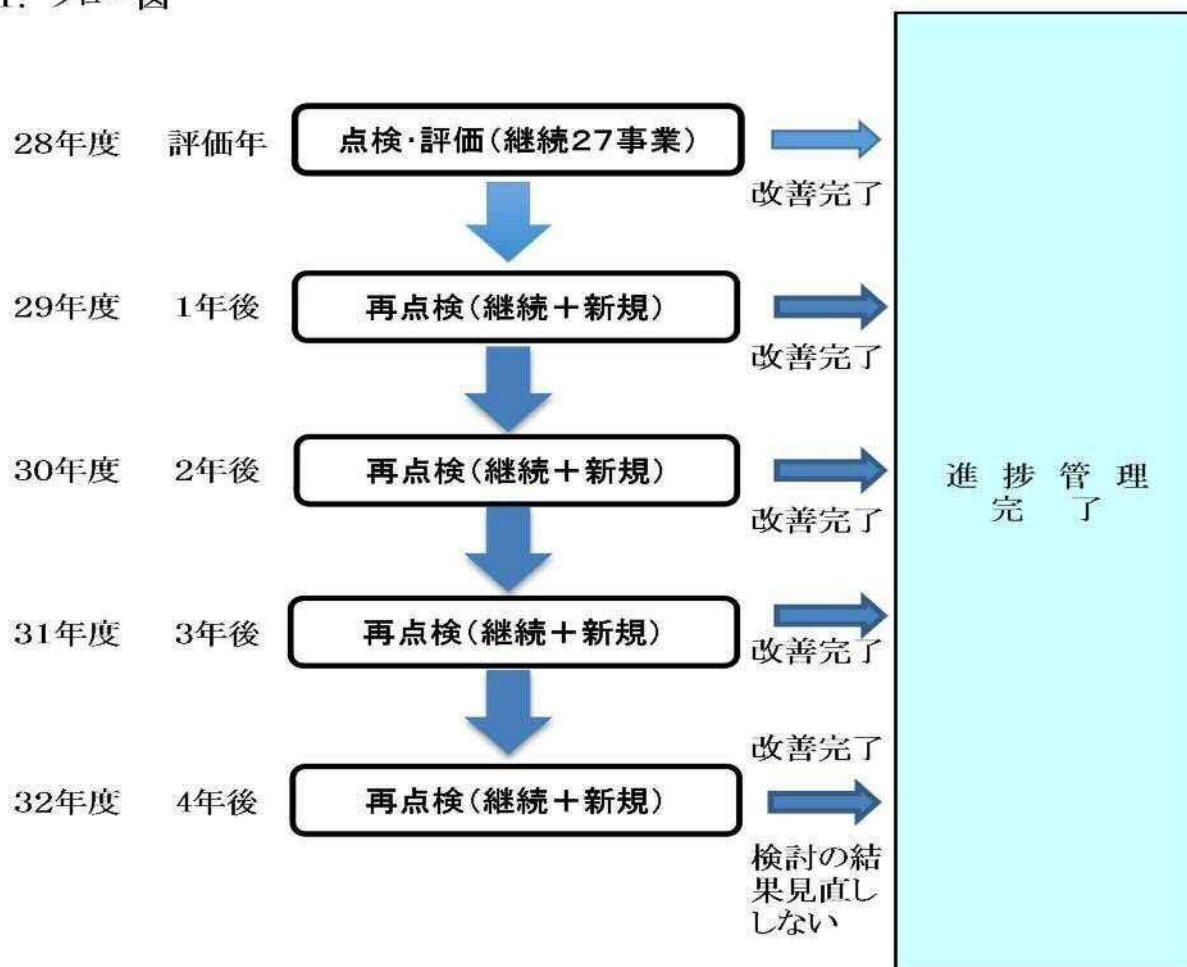 1. フロー図
28年度 評価年 点検・評価(継続27事業)
改善完了
29年度 1年後 再点検(継続+新規)
改善完了
30年度 2年後 再点検(継続+新規)
改善完了
31年度 3年後 再点検(継続+新規)
改善完了
改善完了
32年度 4年後 再点検(継続+新規)
検討の結
果見直し
しない
進捗管理
完了